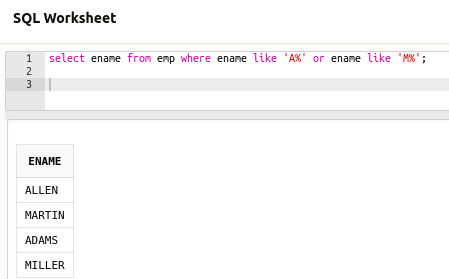 SQL Worksheet
1 select ename from emp where ename like 'A%' or ename like 'M%';
2
3
ENAME
ALLEN
MARTIN
ADAMS
MILLER